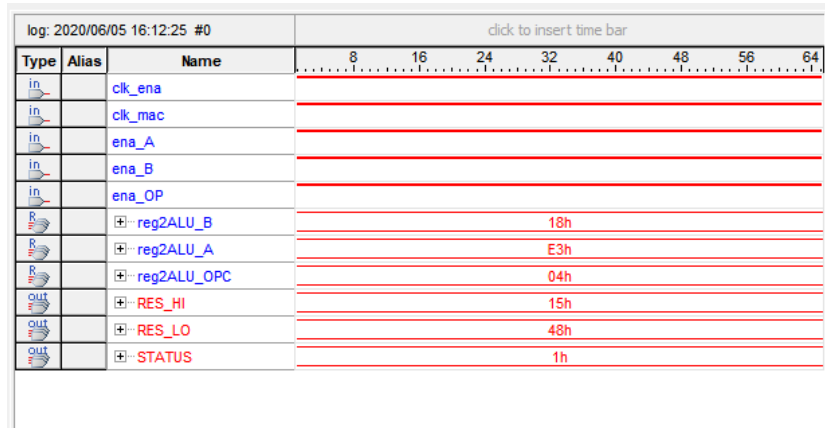 log: 2020/06/05 16:12:25 #0 click to insert time bar
Type Alias Name 8 16 24 32 40 48 56 64
in clk_ena
in clk_mac
in ena_A
in ena_B
in ena_OP
R reg2ALU_B 18h
R reg2ALU_A E3h
R reg2ALU_OPC 04h
out RES_HI 15h
out RES_LO 48h
out STATUS 1h